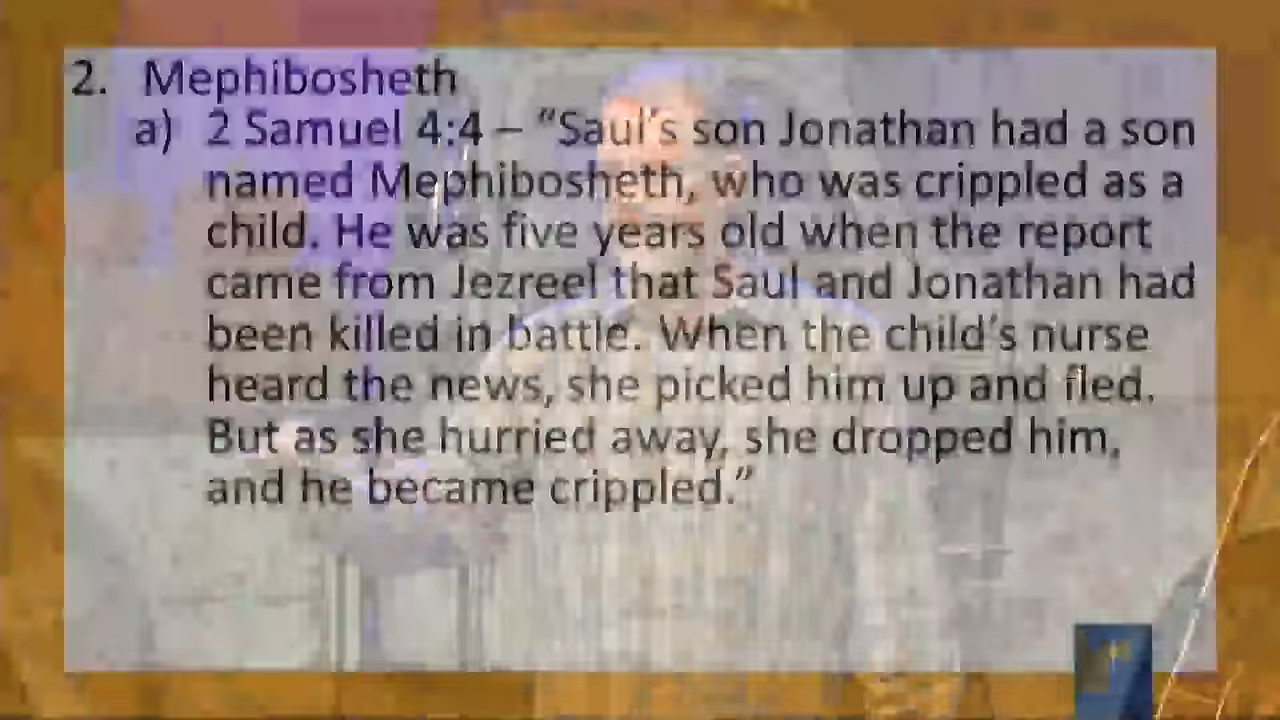 2. Mephibosheth
a) 2 Samuel 4:4 – “Saul’s son Jonathan had a son
named Mephibosheth, who was crippled as a
child. He was five years old when the report
came from Jezreel that Saul and Jonathan had
been killed in battle. When the child’s nurse
heard the news, she picked him up and fled.
But as she hurried away, she dropped him,
and he became crippled.”